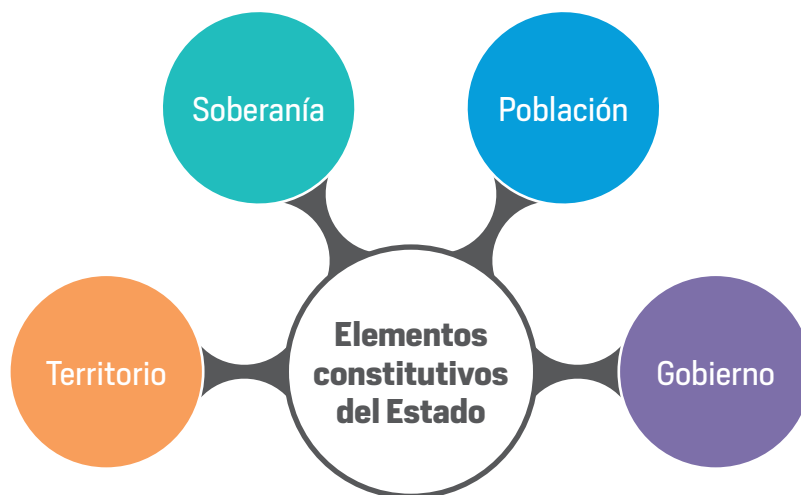 Soberanía
Población
Territorio
Elementos
constitutivos
del Estado
Gobierno